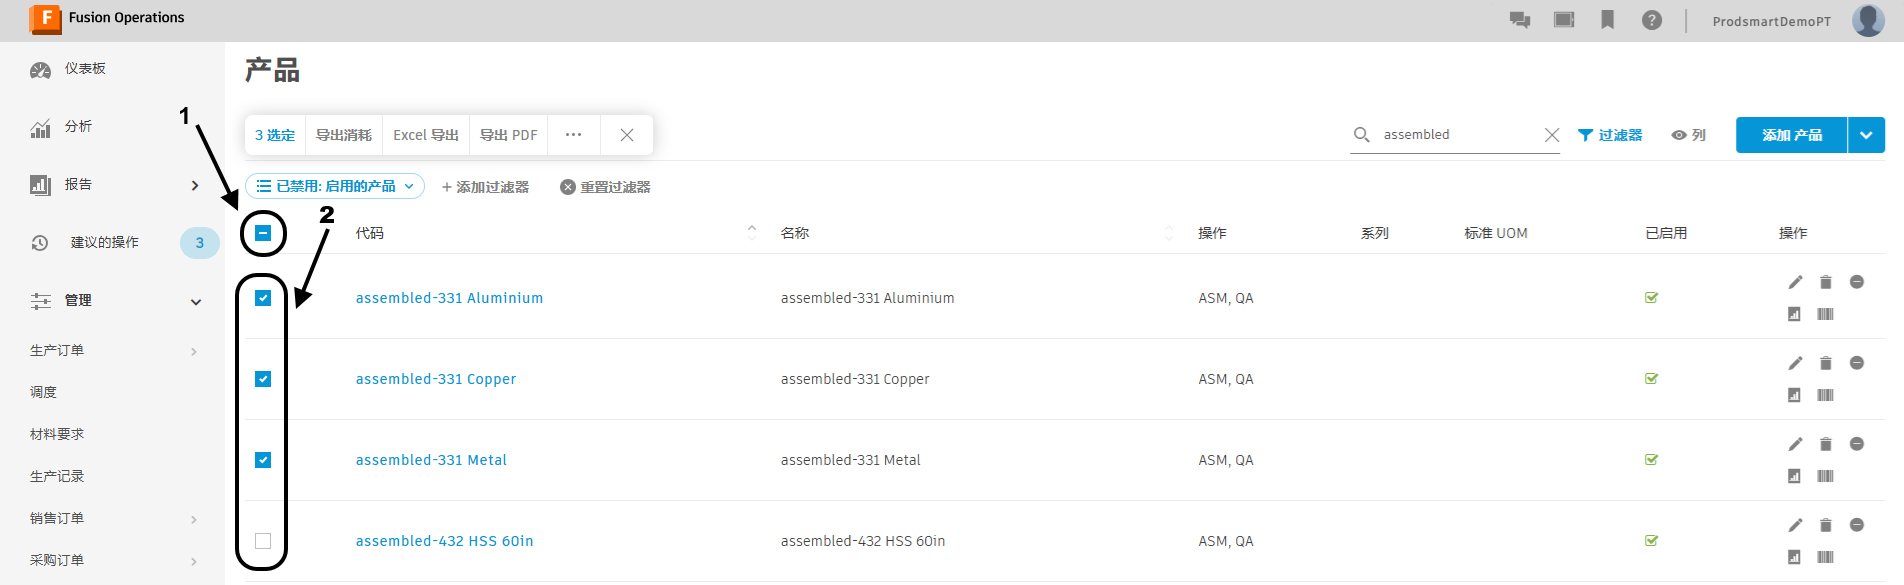 F Fusion Operations
ProdsmartDemoPT
仪表板
产品
1
分析
3 选定 导出消耗 Excel 导出 导出 PDF ...
assembled 过滤器 列 添加 产品
报告
已禁用: 启用的产品 + 添加过滤器 重置过滤器
2
建议的操作 3
代码 名称 操作 系列 标准 UOM 已启用 操作
管理
assembled-331 Aluminium assembled-331 Aluminium ASM, QA
生产订单
assembled-331 Copper assembled-331 Copper ASM, QA
调度
材料要求
assembled-331 Metal assembled-331 Metal ASM, QA
生产记录
销售订单
assembled-432 HSS 60in assembled-432 HSS 60in ASM, QA
采购订单